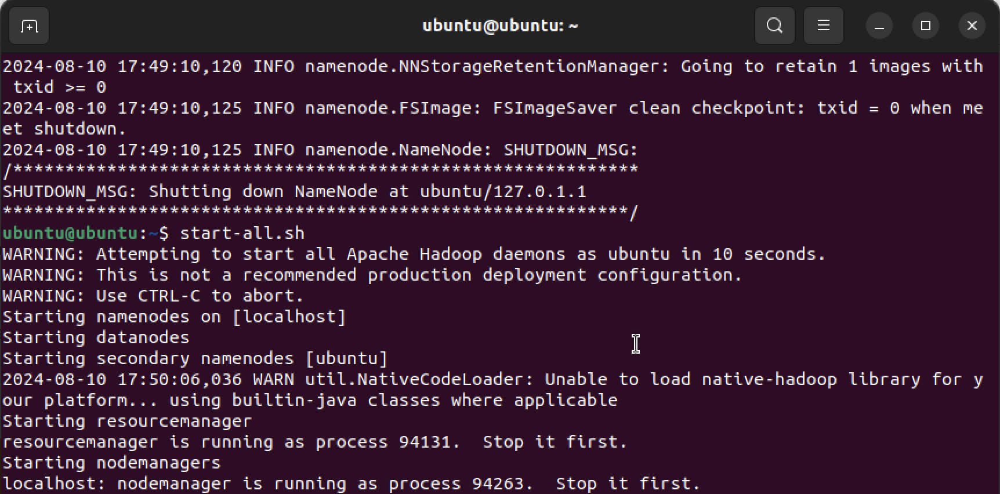 ubuntu@ubuntu: ~
2024-08-10 17:49:10,120 INFO namenode.NNStorageRetentionManager: Going to retain 1 images with
 txid >= 0
2024-08-10 17:49:10,125 INFO namenode.FSImage: FSImageSaver clean checkpoint: txid = 0 when me
et shutdown.
2024-08-10 17:49:10,125 INFO namenode.NameNode: SHUTDOWN_MSG:
/************************************************************
SHUTDOWN_MSG: Shutting down NameNode at ubuntu/127.0.1.1
************************************************************/
ubuntu@ubuntu:~$ start-all.sh
WARNING: Attempting to start all Apache Hadoop daemons as ubuntu in 10 seconds.
WARNING: This is not a recommended production deployment configuration.
WARNING: Use CTRL-C to abort.
Starting namenodes on [localhost]
Starting datanodes
Starting secondary namenodes [ubuntu]
2024-08-10 17:50:06,036 WARN util.NativeCodeLoader: Unable to load native-hadoop library for y
our platform... using builtin-java classes where applicable
Starting resourcemanager
resourcemanager is running as process 94131.  Stop it first.
Starting nodemanagers
localhost: nodemanager is running as process 94263.  Stop it first.